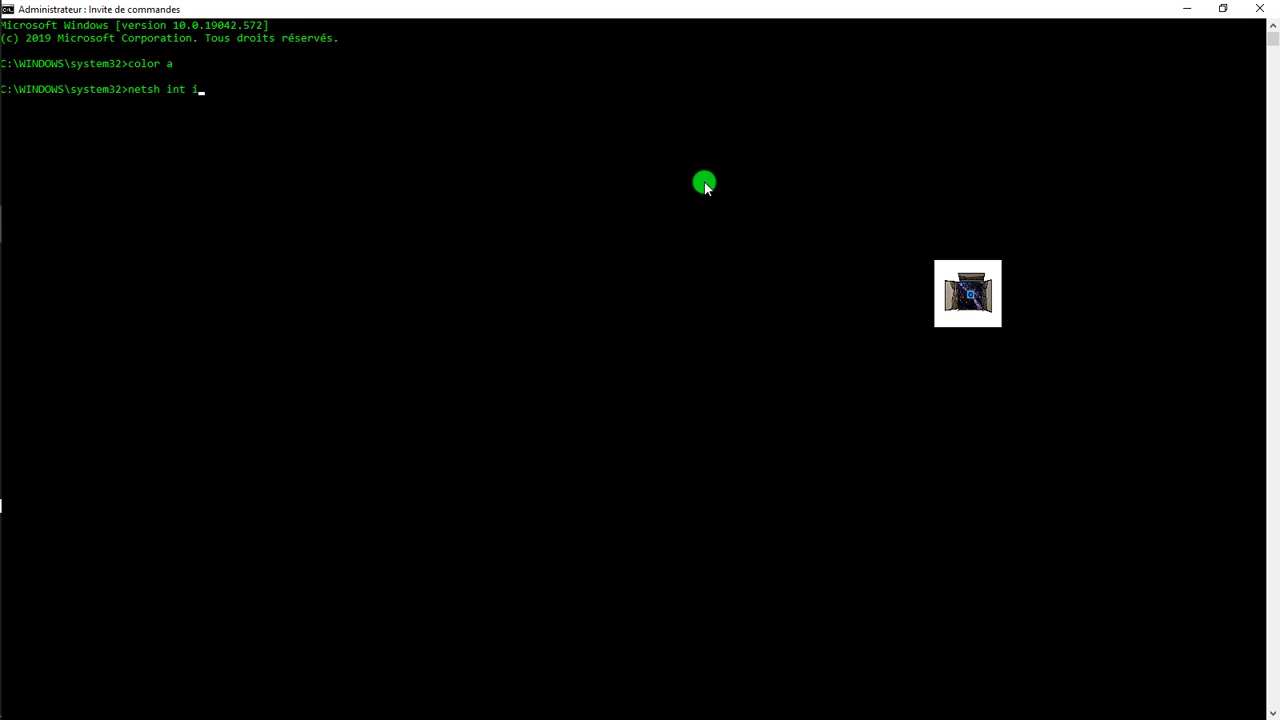 Administrateur : Invite de commandes
Microsoft Windows [version 10.0.19042.572]
(c) 2019 Microsoft Corporation. Tous droits réservés.
C:\WINDOWS\system32>color a
C:\WINDOWS\system32>netsh int i